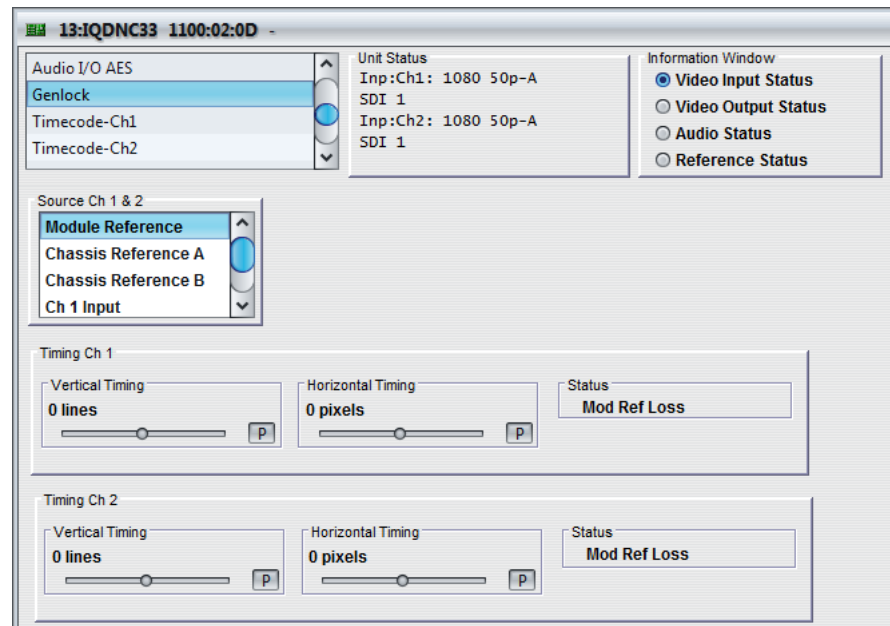 13:IQDNC33 1100:02:0D -
Audio I/O AES
Genlock
Timecode-Ch1
Timecode-Ch2
Unit Status
Inp:Ch1: 1080 50p-A
SDI 1
Inp:Ch2: 1080 50p-A
SDI 1
Information Window
Video Input Status
Video Output Status
Audio Status
Reference Status
Source Ch 1 & 2
Module Reference
Chassis Reference A
Chassis Reference B
Ch 1 Input
Timing Ch 1
Vertical Timing
0 lines
P
Horizontal Timing
0 pixels
P
Status
Mod Ref Loss
Timing Ch 2
Vertical Timing
0 lines
P
Horizontal Timing
0 pixels
P
Status
Mod Ref Loss